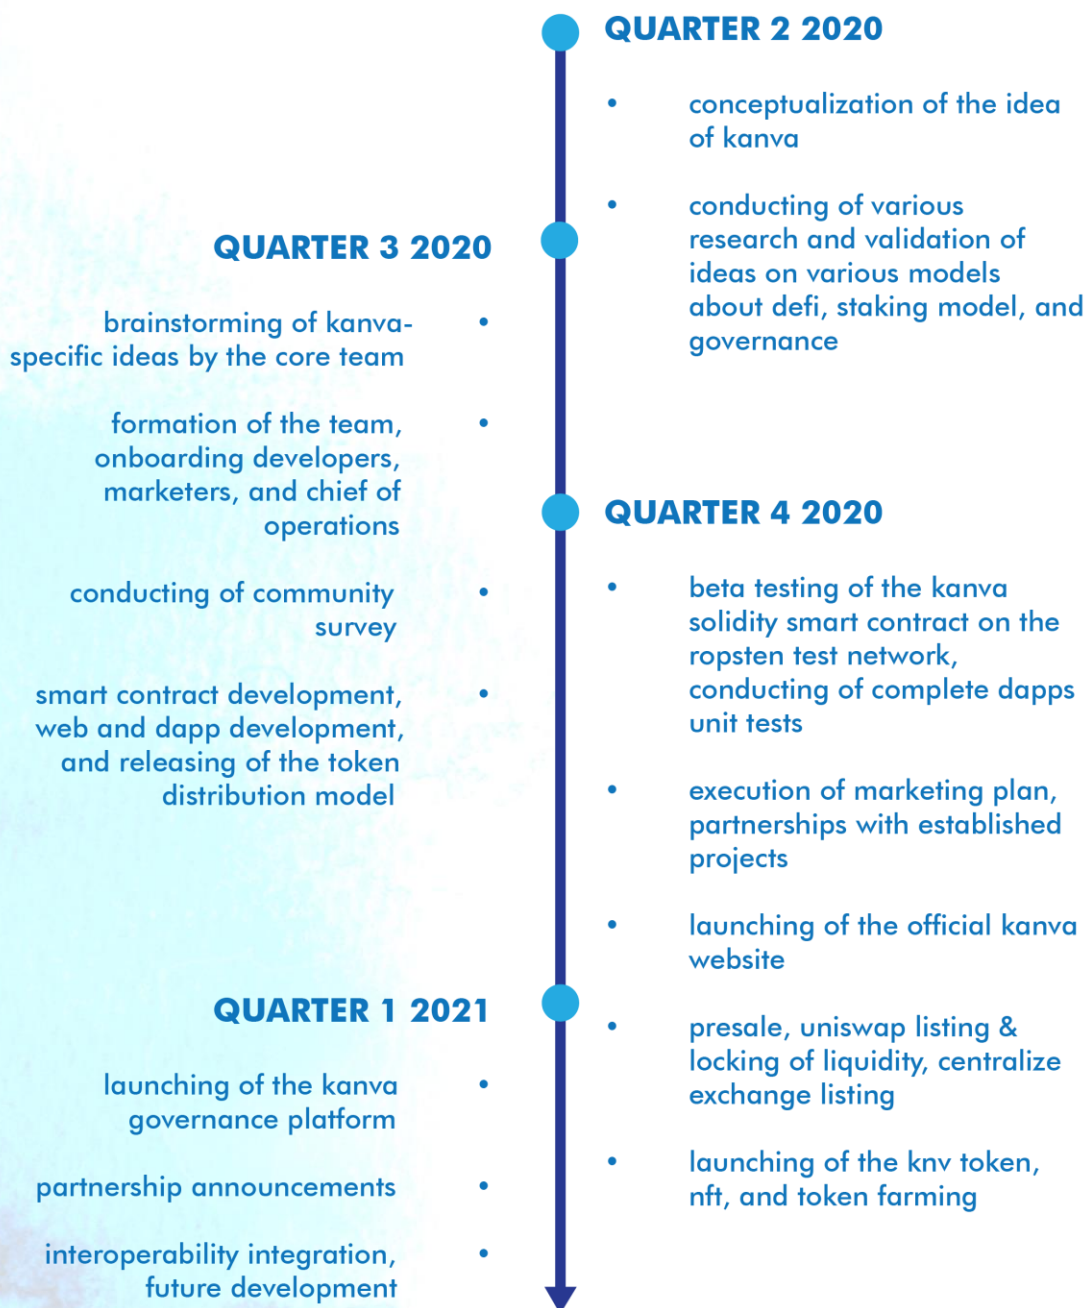 QUARTER 2 2020
• conceptualization of the idea
of kanva
• conducting of various
research and validation of
ideas on various models
about defi, staking model, and
governance
QUARTER 3 2020
brainstorming of kanva- •
specific ideas by the core team
formation of the team, •
onboarding developers,
marketers, and chief of
operations
conducting of community •
survey
smart contract development, •
web and dapp development,
and releasing of the token
distribution model
QUARTER 4 2020
• beta testing of the kanva
solidity smart contract on the
ropsten test network,
conducting of complete dapps
unit tests
• execution of marketing plan,
partnerships with established
projects
• launching of the official kanva
website
• presale, uniswap listing &
locking of liquidity, centralize
exchange listing
• launching of the knv token,
nft, and token farming
QUARTER 1 2021
launching of the kanva •
governance platform
partnership announcements •
interoperability integration, •
future development